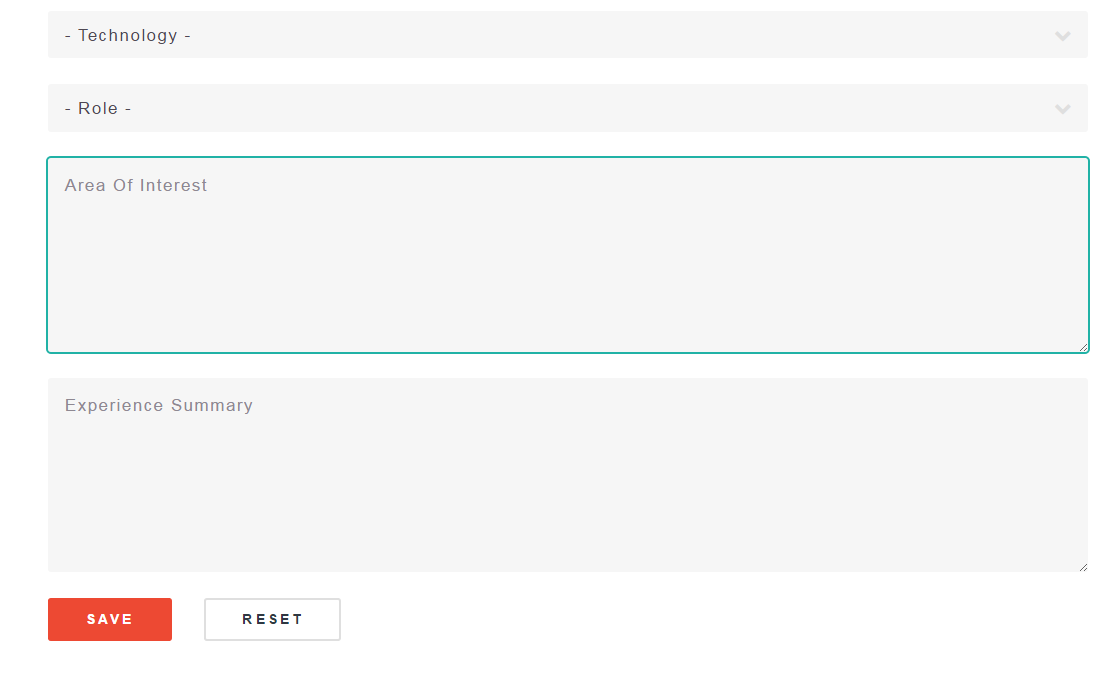 - Technology -
- Role -
Area Of Interest
Experience Summary
SAVE RESET